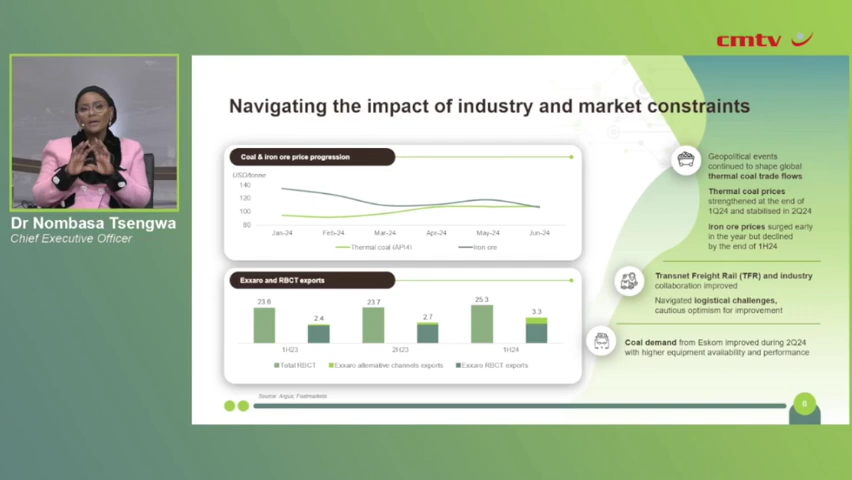 cmtv
Dr Nombasa Tsengwa
Chief Executive Officer
Navigating the impact of industry and market constraints
Coal & iron ore price progression
USD/tonne
140
120
100
80
Jan-24 Feb-24 Mar-24 Apr-24 May-24 Jun-24
Thermal coal (API4) Iron ore
Exxaro and RBCT exports
23.6 2.4 23.7 2.7 25.3 3.3
1H23 2H23 1H24
Total RBCT Exxaro alternative channels exports Exxaro RBCT exports
Source: Argus; Fastmarkets
Geopolitical events
continued to shape global
thermal coal trade flows
Thermal coal prices
strengthened at the end of
1Q24 and stabilised in 2Q24
Iron ore prices surged early
in the year but declined
by the end of 1H24
Transnet Freight Rail (TFR) and industry
collaboration improved
Navigated logistical challenges,
cautious optimism for improvement
Coal demand from Eskom improved during 2Q24
with higher equipment availability and performance
6